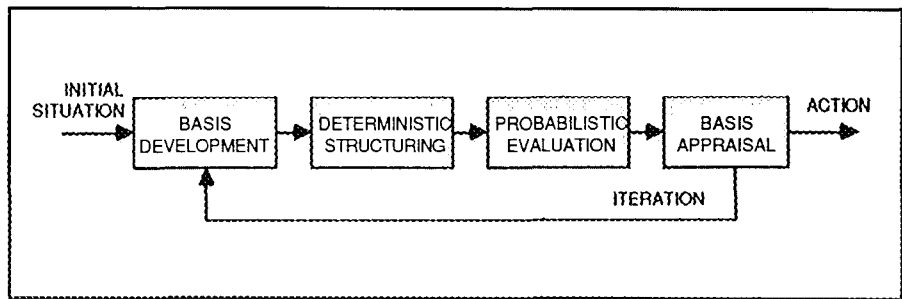 INITIAL
SITUATION
BASIS
DEVELOPMENT
DETERMINISTIC
STRUCTURING
PROBABILISTIC
EVALUATION
BASIS
APPRAISAL
ACTION
ITERATION